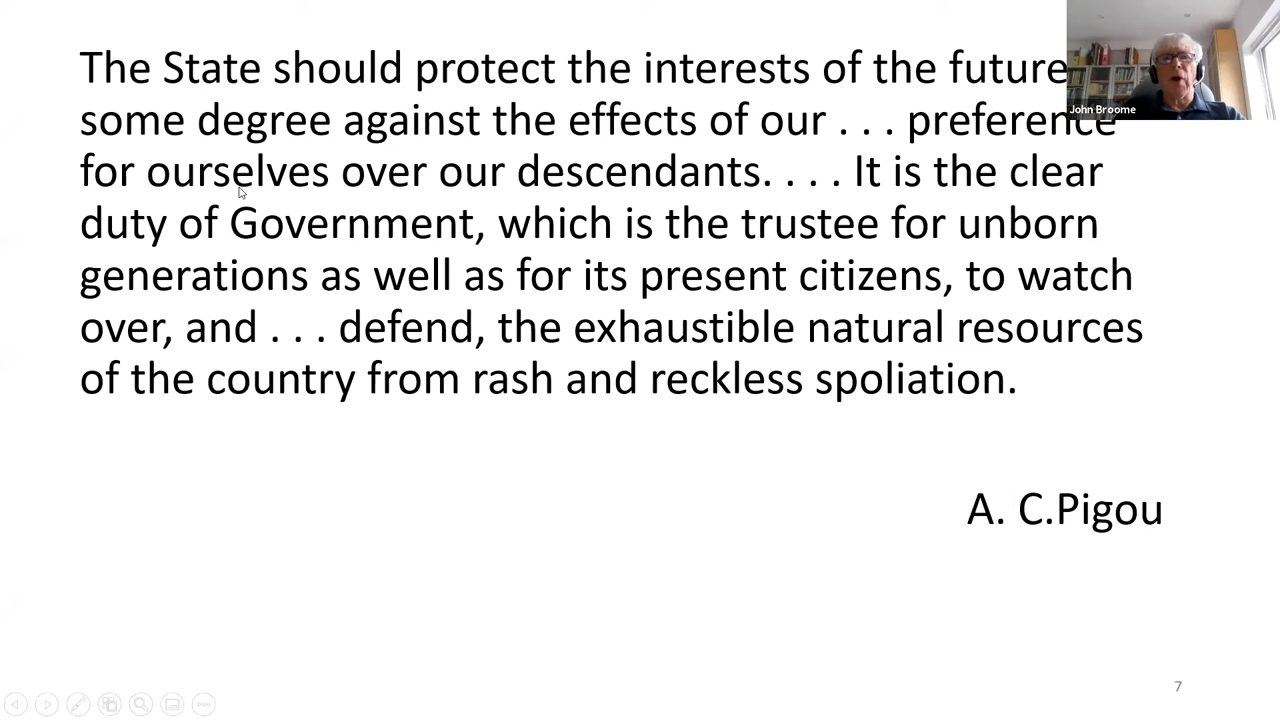 The State should protect the interests of the future
some degree against the effects of our . . . preference
for ourselves over our descendants. . . . It is the clear
duty of Government, which is the trustee for unborn
generations as well as for its present citizens, to watch
over, and . . . defend, the exhaustible natural resources
of the country from rash and reckless spoliation.
A. C.Pigou
John Broome
7